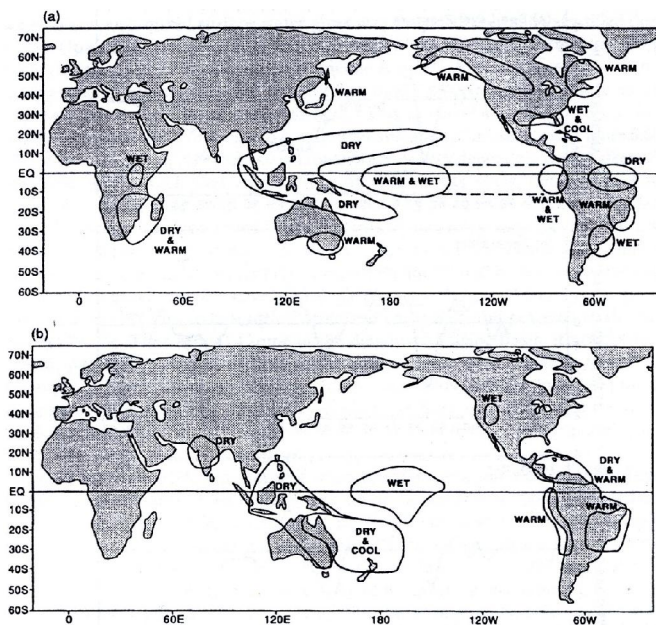 (a)
70N
60N
50N
40N
30N
20N
10N
EQ
10S
20S
30S
40S
50S
60S
WARM
WARM
WARM
WET
&
COOL
DRY
WET
WARM & WET
DRY
DRY
WARM
&
WET
WARM
DRY
&
WARM
WARM
WET
0
60E
120E
180
120W
60W
(b)
70N
60N
50N
40N
30N
20N
10N
EQ
10S
20S
30S
40S
50S
60S
WET
DRY
DRY
&
WARM
DRY
WET
WARM
WARM
DRY
&
COOL
0
60E
120E
180
120W
60W